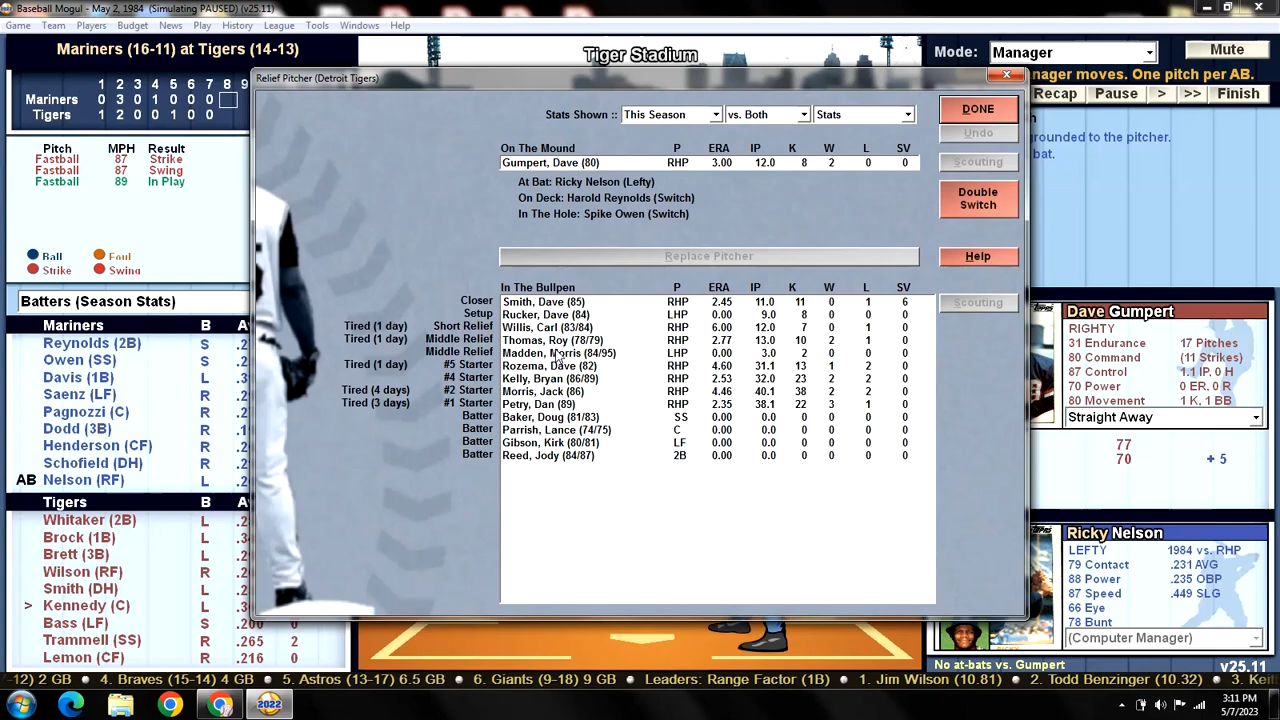 Baseball Mogul - May 2, 1984 (Simulating PAUSED) (v25.11)
Game Team Players Budget News Play History League Tools Windows Help
Mariners (16-11) at Tigers (14-13)
1 2 3 4 5 6 7 8 9
Mariners 0 3 0 1 0 0 0
Tigers 1 2 0 0 1 0 0
Pitch MPH Result
Fastball 87 Strike
Fastball 87 Swing
Fastball 89 In Play
Ball Foul
Strike Swing
Batters (Season Stats)
Mariners B
Reynolds (2B) S
Owen (SS) S
Davis (1B) L
Saenz (LF) L
Pagnozzi (C) R
Dodd (3B) R
Henderson (CF) R
Schofield (DH) R
AB Nelson (RF) L
Tigers B
Whitaker (2B) L
Brock (1B) L
Brett (3B) L
Wilson (RF) R
Smith (DH) R
> Kennedy (C) L
Bass (LF) L .200 0
Trammell (SS) R .265 2
Lemon (CF) R .216 0
Tiger Stadium
Mode: Manager Mute
nager moves. One pitch per AB.
Recap Pause > >> Finish
grounded to the pitcher.
bat.
Relief Pitcher (Detroit Tigers)
Stats Shown :: This Season vs. Both Stats
DONE
Undo
Scouting
Double Switch
Help
Scouting
On The Mound P ERA IP K W L SV
Gumpert, Dave (80) RHP 3.00 12.0 8 2 0 0
At Bat: Ricky Nelson (Lefty)
On Deck: Harold Reynolds (Switch)
In The Hole: Spike Owen (Switch)
Replace Pitcher
In The Bullpen P ERA IP K W L SV
Closer Smith, Dave (85) RHP 2.45 11.0 11 0 1 6
Setup Rucker, Dave (84) LHP 0.00 9.0 8 0 0 0
Tired (1 day) Short Relief Willis, Carl (83/84) RHP 6.00 12.0 7 0 1 0
Tired (1 day) Middle Relief Thomas, Roy (78/79) RHP 2.77 13.0 10 2 1 0
Middle Relief Madden, Morris (84/95) LHP 0.00 3.0 2 0 0 0
Tired (1 day) #5 Starter Rozema, Dave (82) RHP 4.60 31.1 13 1 2 0
#4 Starter Kelly, Bryan (86/89) RHP 2.53 32.0 23 2 2 0
Tired (4 days) #2 Starter Morris, Jack (86) RHP 4.46 40.1 38 2 2 0
Tired (3 days) #1 Starter Petry, Dan (89) RHP 2.35 38.1 22 3 1 0
Batter Baker, Doug (81/83) SS 0.00 0.0 0 0 0 0
Batter Parrish, Lance (74/75) C 0.00 0.0 0 0 0 0
Batter Gibson, Kirk (80/81) LF 0.00 0.0 0 0 0 0
Batter Reed, Jody (84/87) 2B 0.00 0.0 0 0 0 0
Dave Gumpert
RIGHTY
31 Endurance 17 Pitches
80 Command (11 Strikes)
87 Control 1.1 IP, 0 H
70 Power 0 ER, 0 R
80 Movement 1 K, 1 BB
Straight Away
77
70 + 5
Ricky Nelson
LEFTY 1984 vs. RHP
79 Contact .231 AVG
88 Power .235 OBP
87 Speed .449 SLG
66 Eye
78 Bunt
(Computer Manager)
No at-bats vs. Gumpert v25.11
-12) 2 GB • 4. Braves (15-14) 4 GB • 5. Astros (13-17) 6.5 GB • 6. Giants (9-18) 9 GB • Leaders: Range Factor (1B) • 1. Jim Wilson (10.81) • 2. Todd Benzinger (10.32) • 3. Keit
2022
3:11 PM
5/7/2023